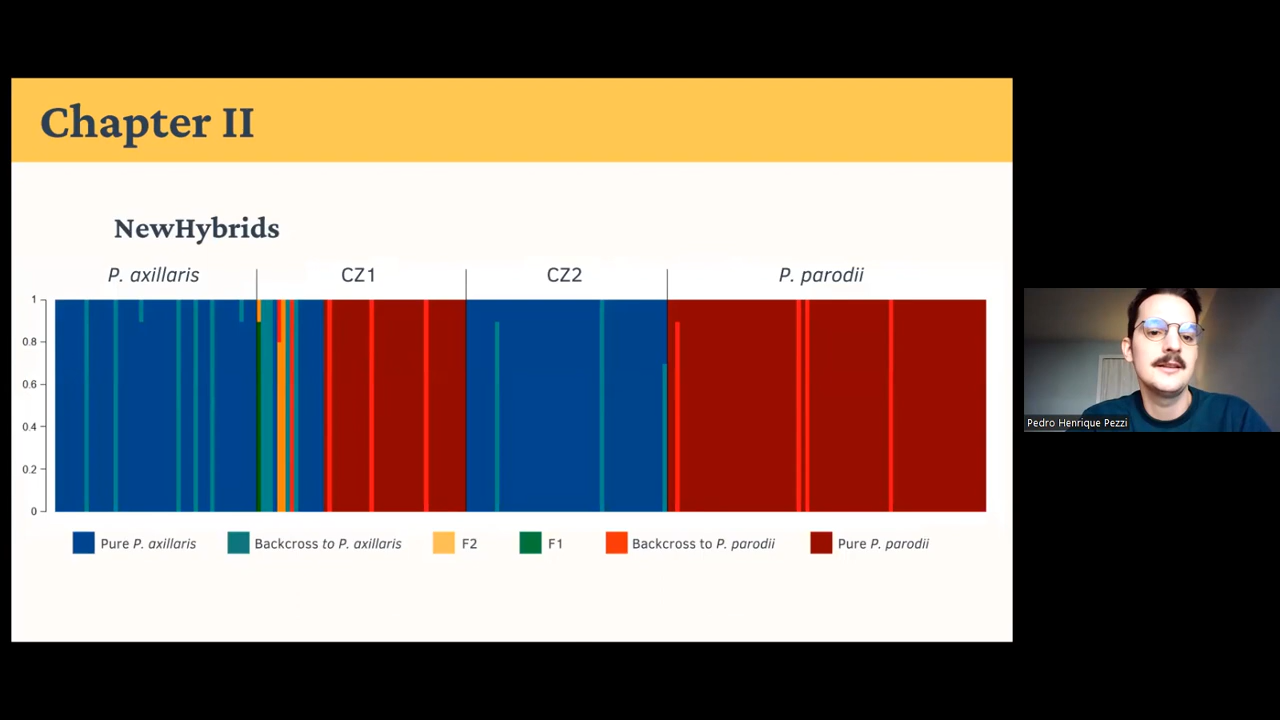 Chapter II
NewHybrids
P. axillaris CZ1 CZ2 P. parodii
1
0.8
0.6
0.4
0.2
0
Pure P. axillaris Backcross to P. axillaris F2 F1 Backcross to P. parodii Pure P. parodii
Pedro Henrique Pezzi